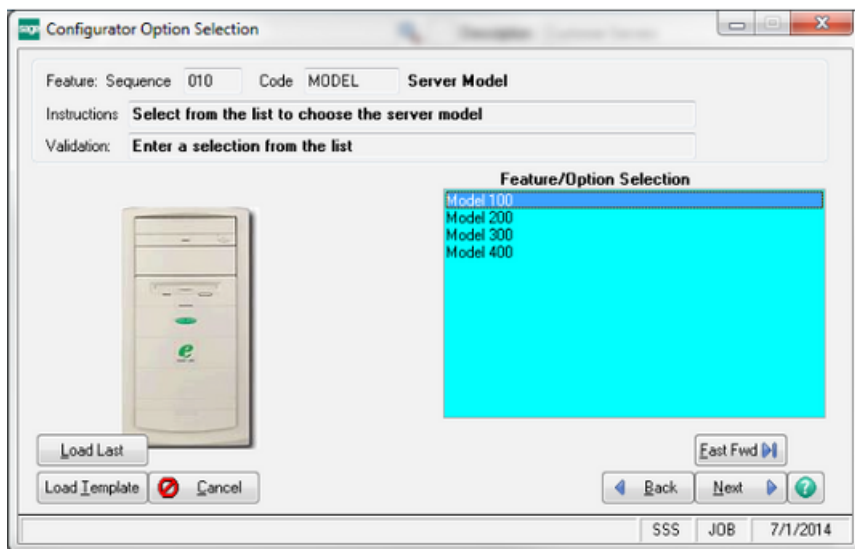 sage Configurator Option Selection
Feature: Sequence 010 Code MODEL Server Model
Instructions Select from the list to choose the server model
Validation: Enter a selection from the list
Feature/Option Selection
Model 100
Model 200
Model 300
Model 400
e
Load Last
Fast Fwd
Load Template Cancel
Back Next ?
SSS JOB 7/1/2014